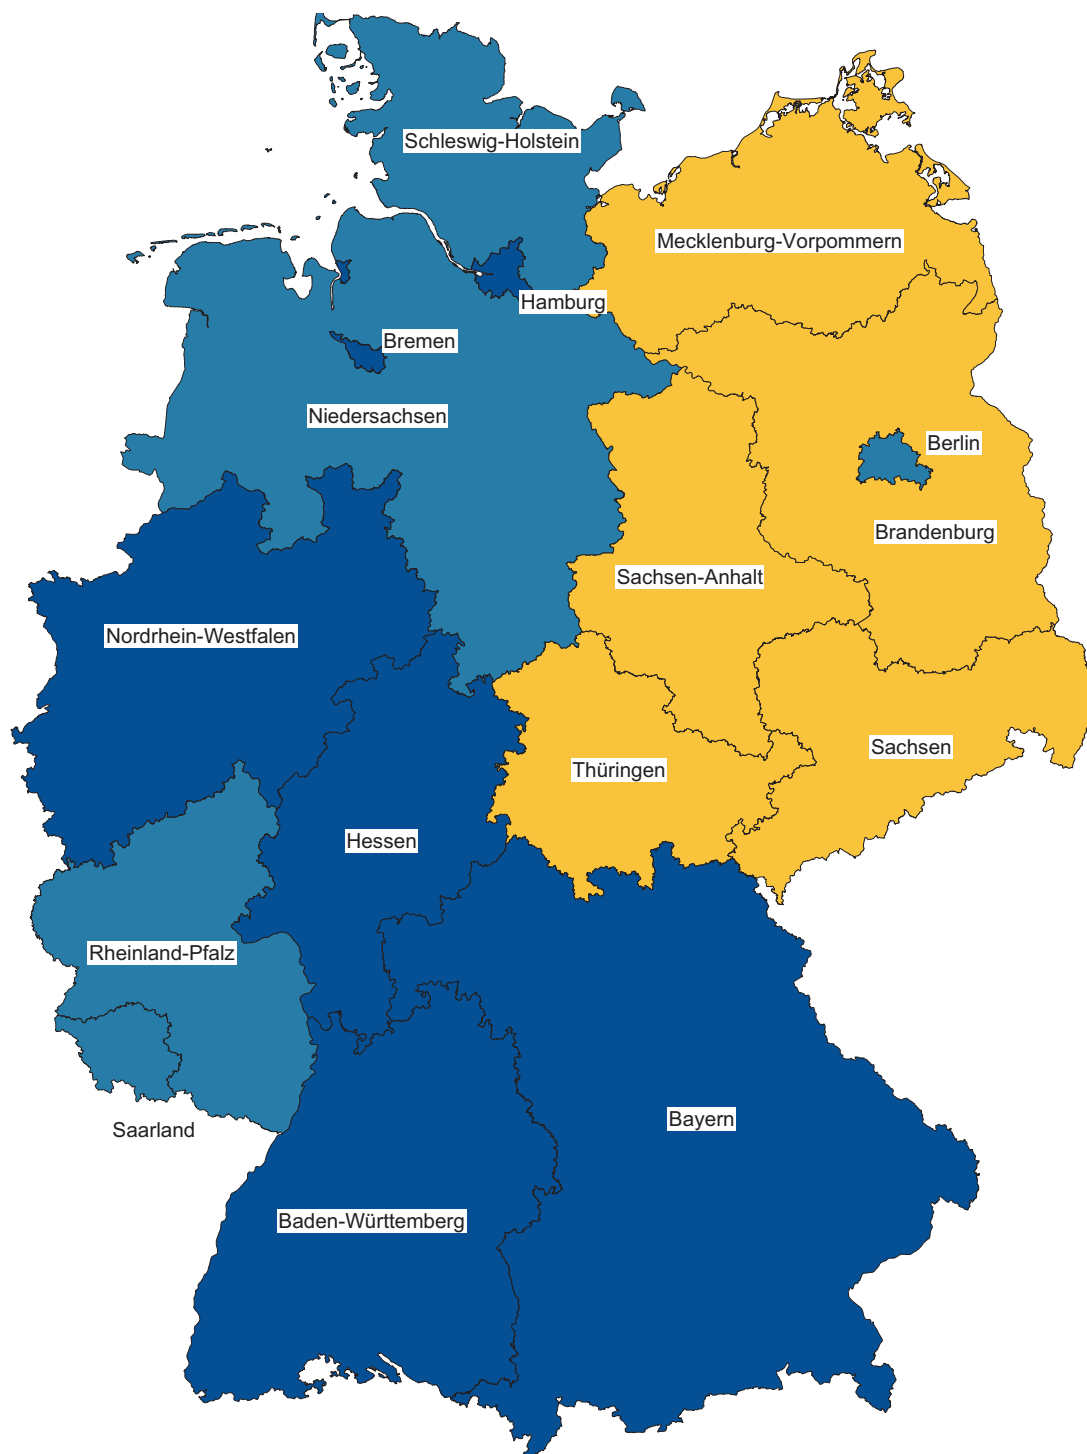 Schleswig-Holstein
Mecklenburg-Vorpommern
Hamburg
Bremen
Niedersachsen
Berlin
Brandenburg
Sachsen-Anhalt
Nordrhein-Westfalen
Sachsen
Thüringen
Hessen
Rheinland-Pfalz
Bayern
Saarland
Baden-Württemberg